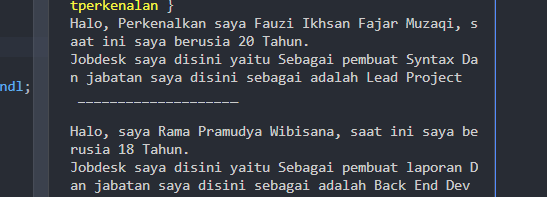 tperkenalan }
Halo, Perkenalkan saya Fauzi Ikhsan Fajar Muzaqi, s
aat ini saya berusia 20 Tahun.
Jobdesk saya disini yaitu Sebagai pembuat Syntax Da
n jabatan saya disini sebagai adalah Lead Project
____________________
Halo, saya Rama Pramudya Wibisana, saat ini saya be
rusia 18 Tahun.
Jobdesk saya disini yaitu Sebagai pembuat laporan D
an jabatan saya disini sebagai adalah Back End Dev
ndl;